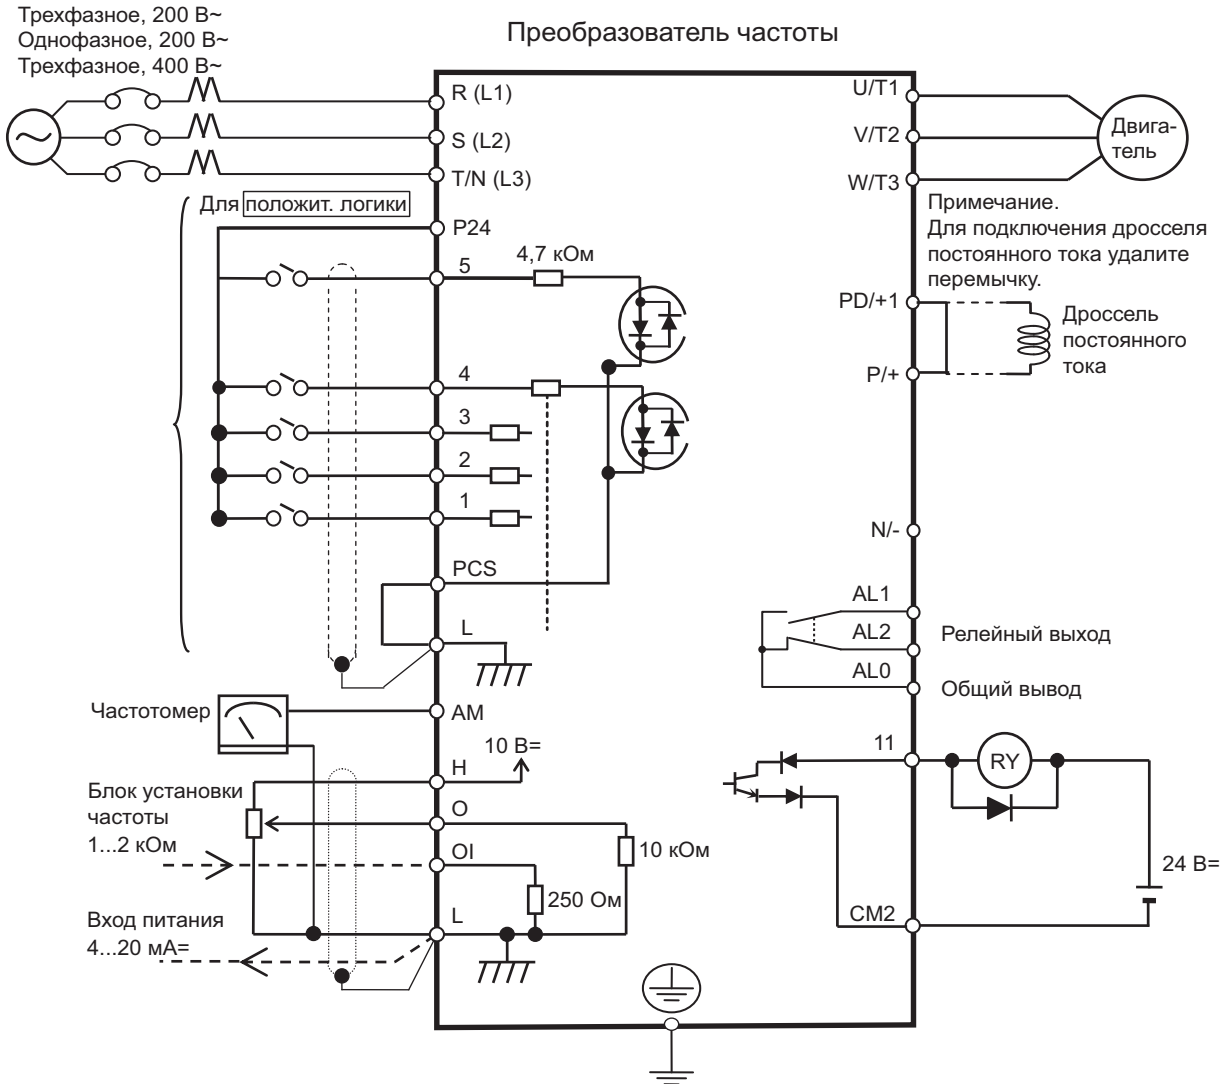 Трехфазное, 200 В~
Однофазное, 200 В~
Трехфазное, 400 В~
Преобразователь частоты
R (L1)
S (L2)
T/N (L3)
U/T1
V/T2
W/T3
Двига-
тель
Для положит. логики
P24
5
4,7 кОм
4
3
2
1
PCS
L
Примечание.
Для подключения дросселя
постоянного тока удалите
перемычку.
PD/+1
P/+
Дроссель
постоянного
тока
N/-
AL1
AL2
AL0
Релейный выход
Общий вывод
Частотомер
AM
10 В=
H
O
OI
L
Блок установки
частоты
1...2 кОм
10 кОм
250 Ом
Вход питания
4...20 мА=
11
RY
24 В=
CM2